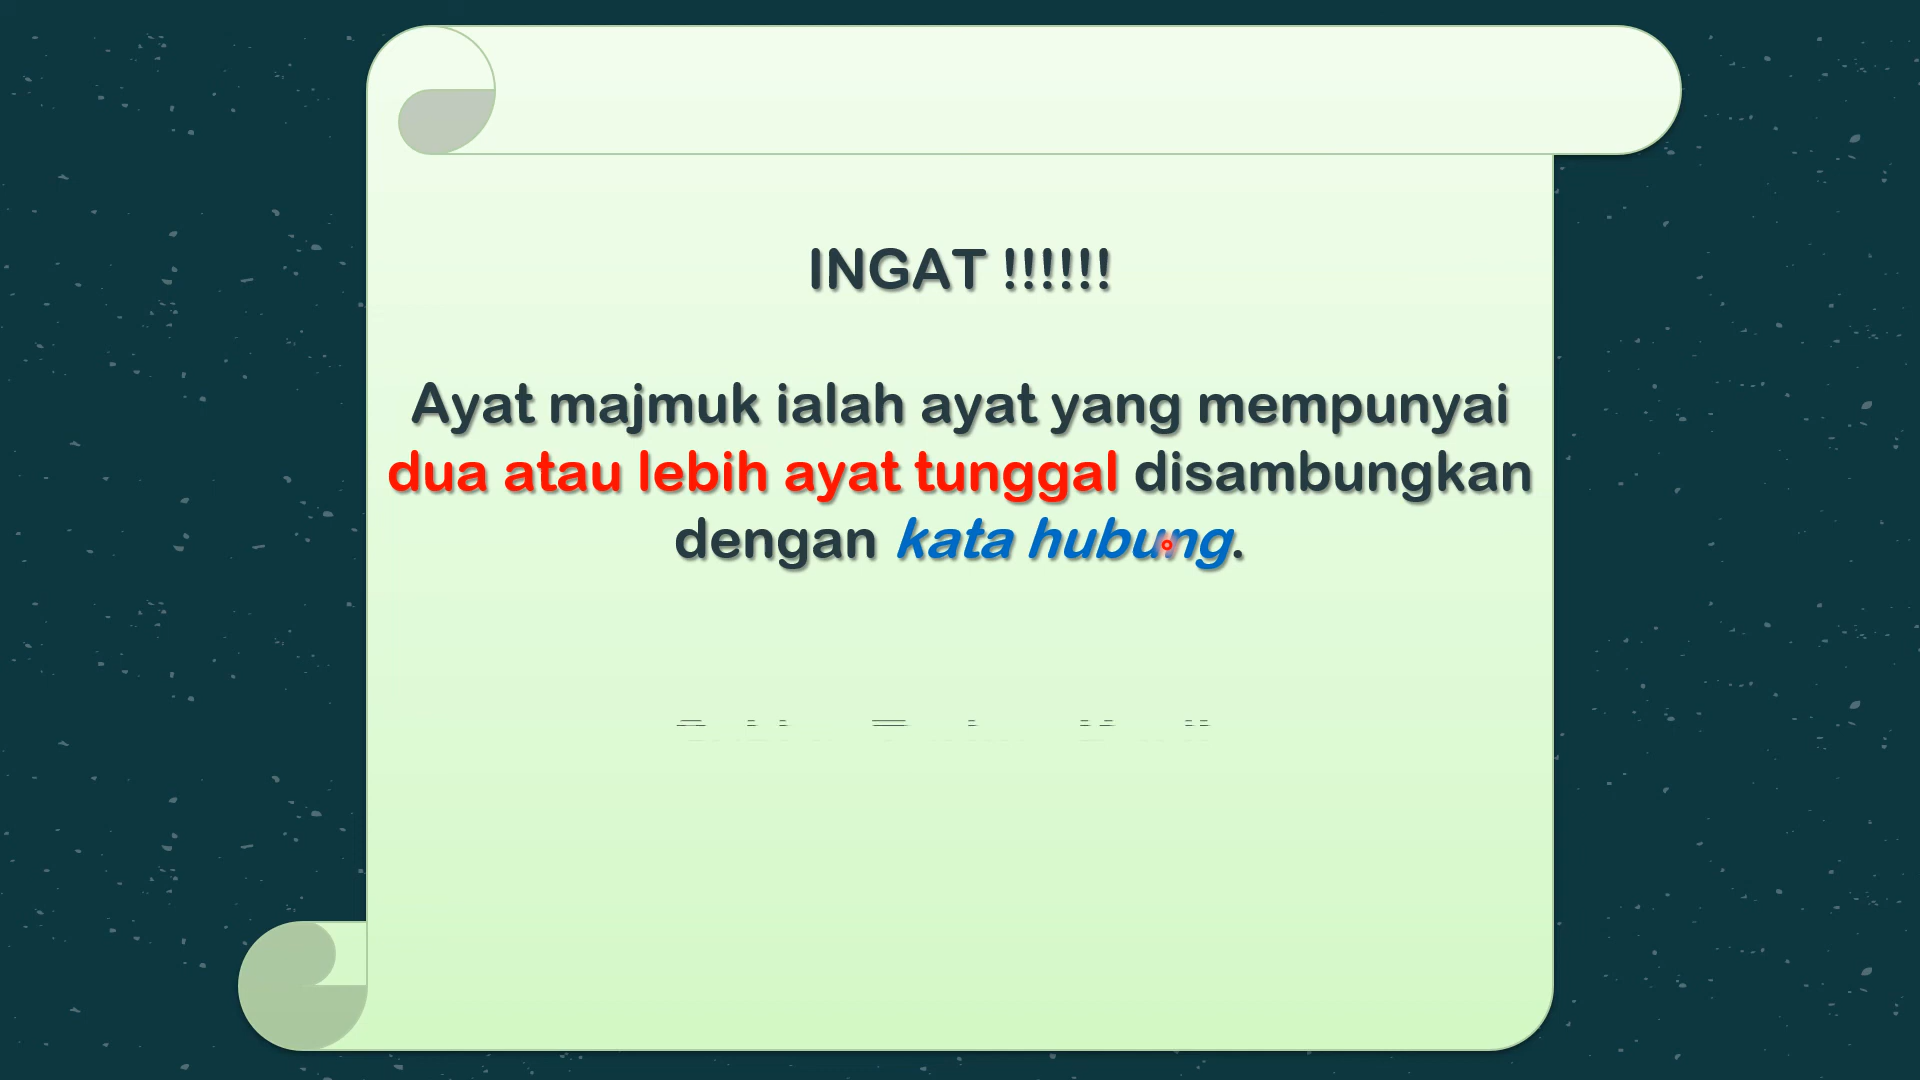 INGAT !!!!!!
Ayat majmuk ialah ayat yang mempunyai
dua atau lebih ayat tunggal disambungkan
dengan kata hubung.